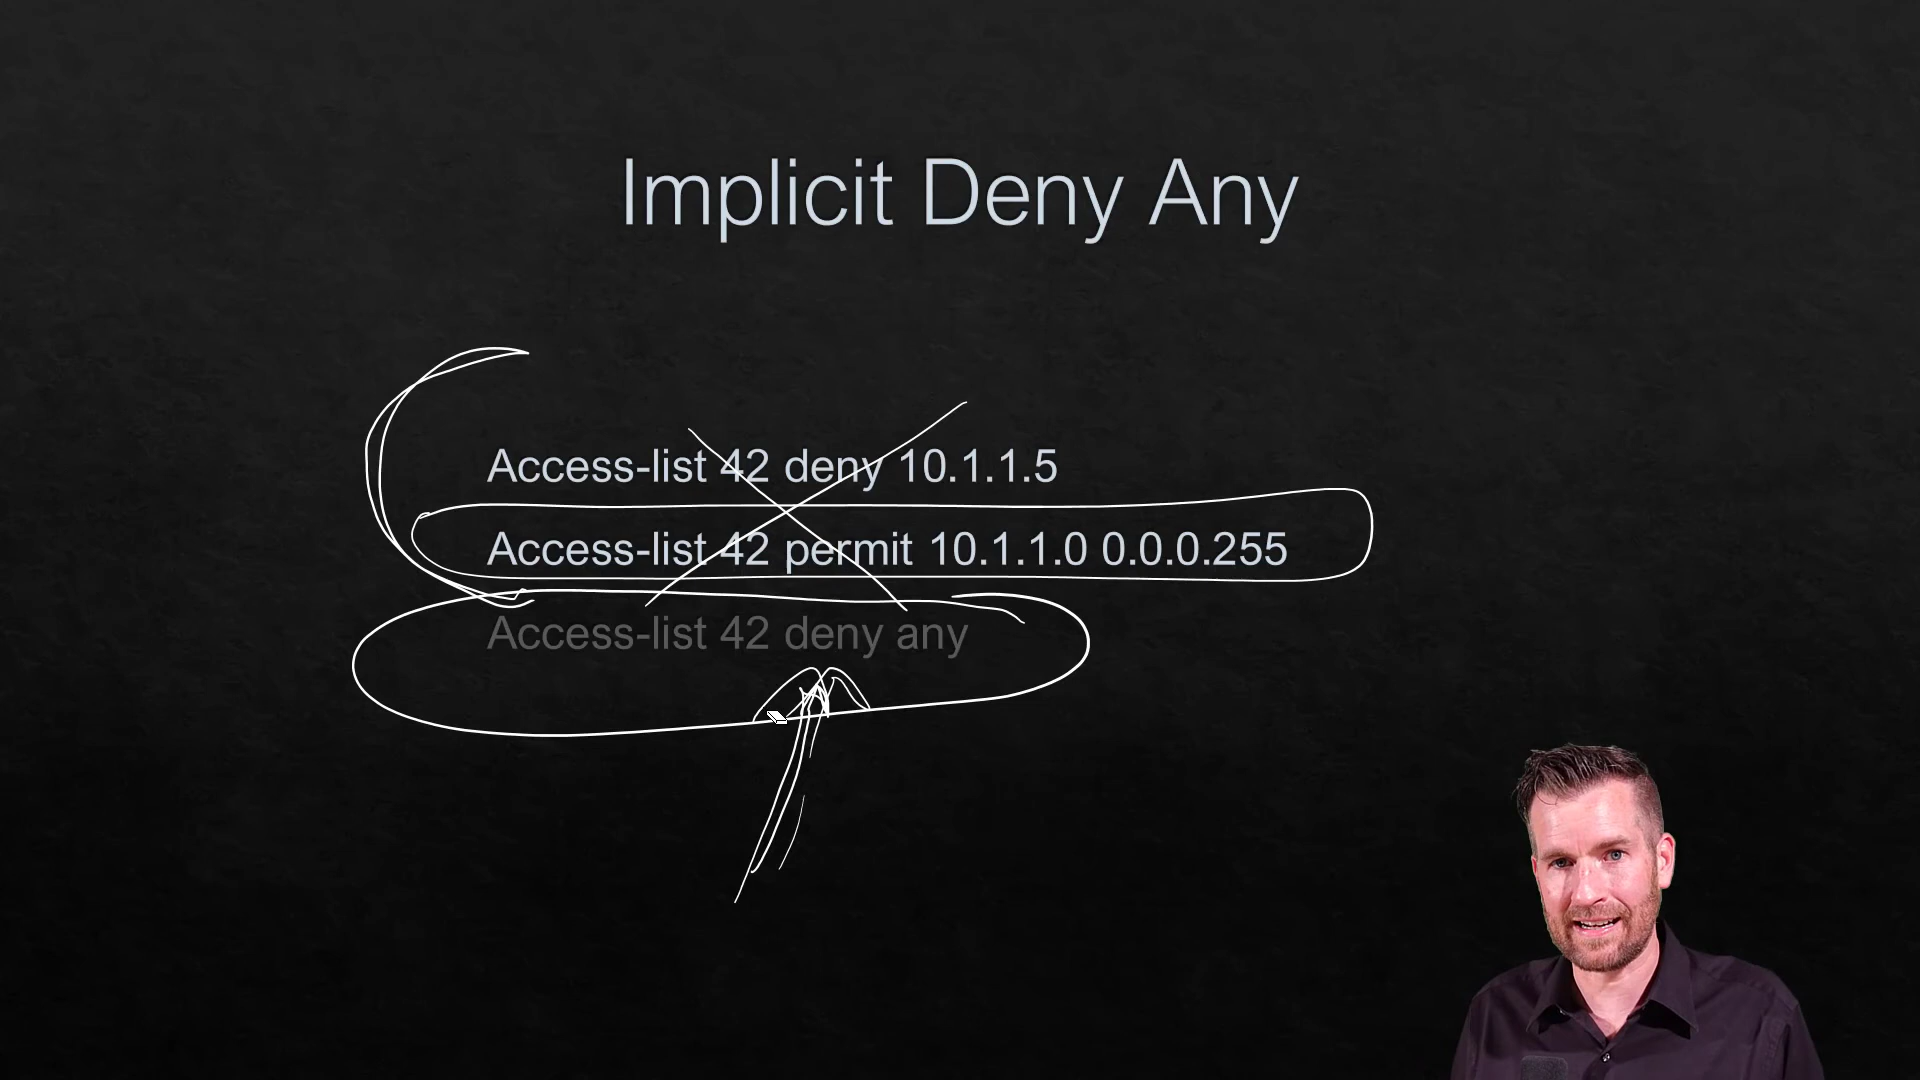 Implicit Deny Any
Access-list 42 deny 10.1.1.5
Access-list 42 permit 10.1.1.0 0.0.0.255
Access-list 42 deny any